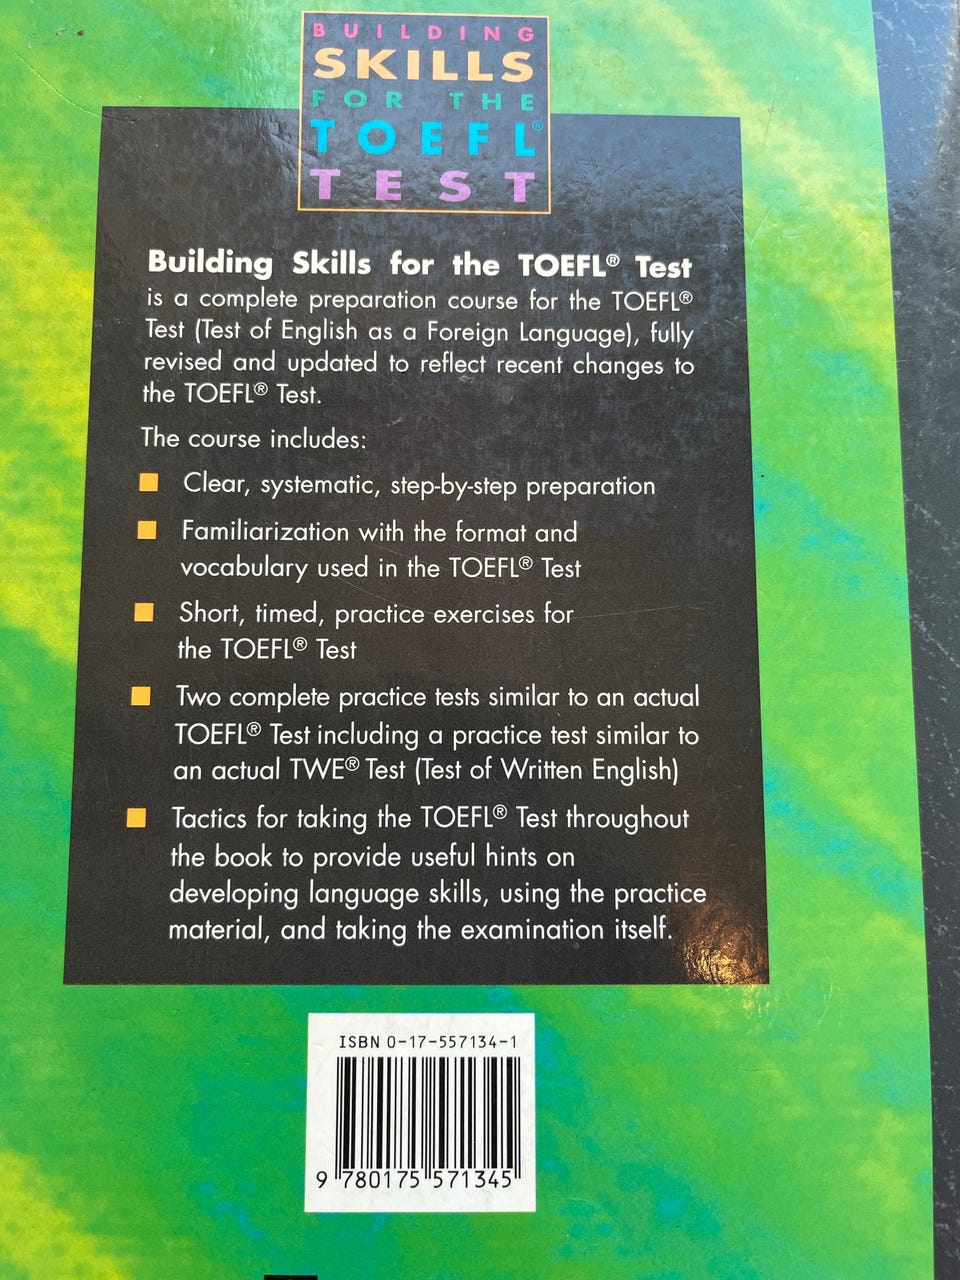 BUILDING
SKILLS
FOR THE
TOEFL®
TEST
Building Skills for the TOEFL® Test
is a complete preparation course for the TOEFL®
Test (Test of English as a Foreign Language), fully
revised and updated to reflect recent changes to
the TOEFL® Test.
The course includes:
■ Clear, systematic, step-by-step preparation
■ Familiarization with the format and
vocabulary used in the TOEFL® Test
■ Short, timed, practice exercises for
the TOEFL® Test
■ Two complete practice tests similar to an actual
TOEFL® Test including a practice test similar to
an actual TWE® Test (Test of Written English)
■ Tactics for taking the TOEFL® Test throughout
the book to provide useful hints on
developing language skills, using the practice
material, and taking the examination itself.
ISBN 0-17-557134-1
9 780175 571345